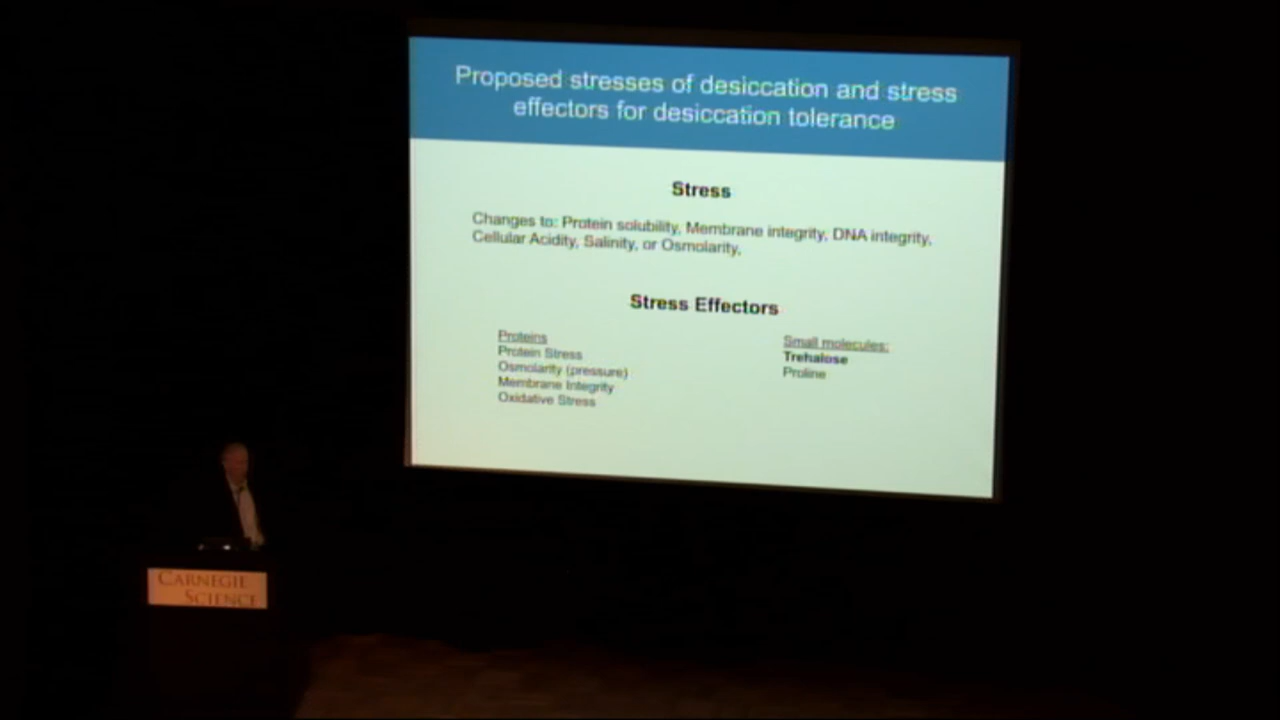 Proposed stresses of desiccation and stress
effectors for desiccation tolerance
Stress
Changes to: Protein solubility, Membrane integrity, DNA integrity,
Cellular Acidity, Salinity, or Osmolarity,
Stress Effectors
Proteins
Protein Stress
Osmolarity (pressure)
Membrane Integrity
Oxidative Stress
Small molecules:
Trehalose
Proline
CARNEGIE
SCIENCE